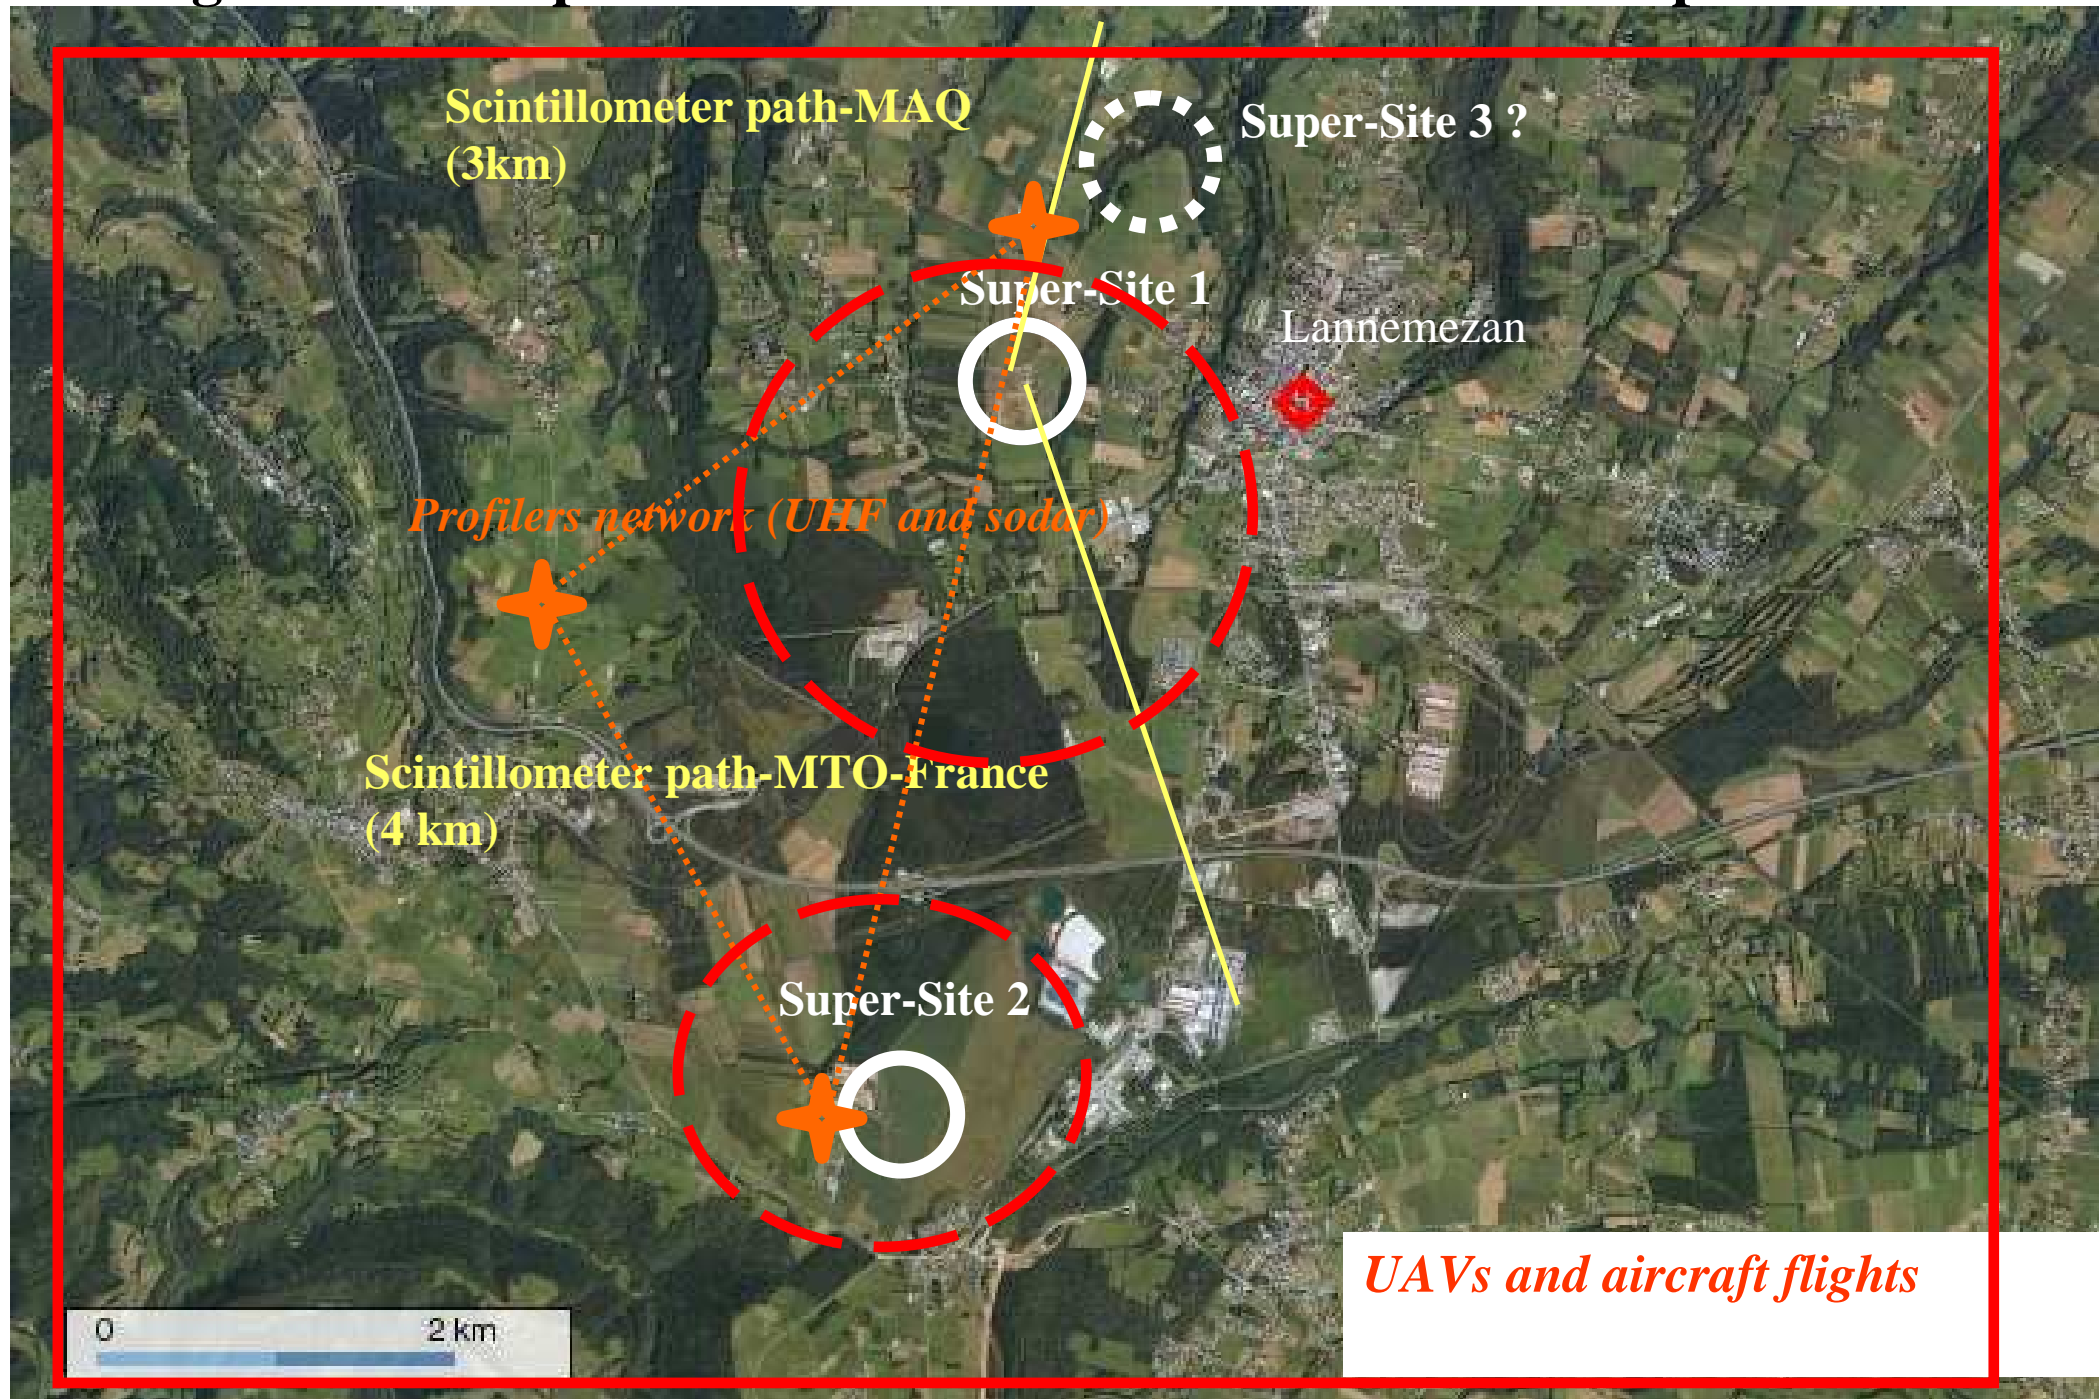 Scintillometer path-MAQ
(3km)
Super-Site 3 ?
Super-Site 1
Lannemezan
Profilers network (UHF and sodar)
Scintillometer path-MTO-France
(4 km)
Super-Site 2
UAVs and aircraft flights
0 2 km